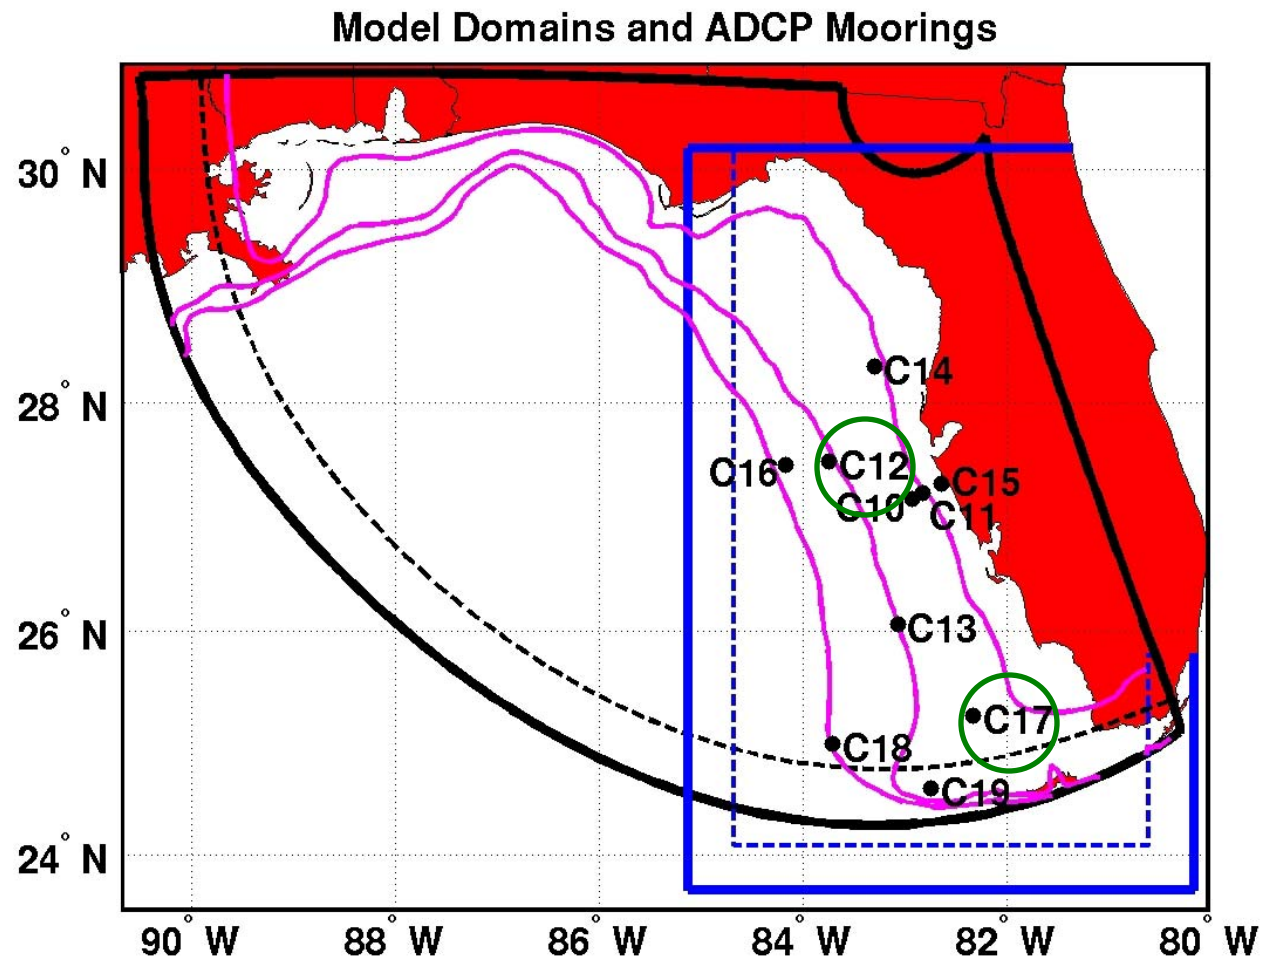 Model Domains and ADCP Moorings
30° N
28° N
26° N
24° N
C14
C16
C12
C15
C10
C11
C13
C17
C18
C19
90° W
88° W
86° W
84° W
82° W
80° W